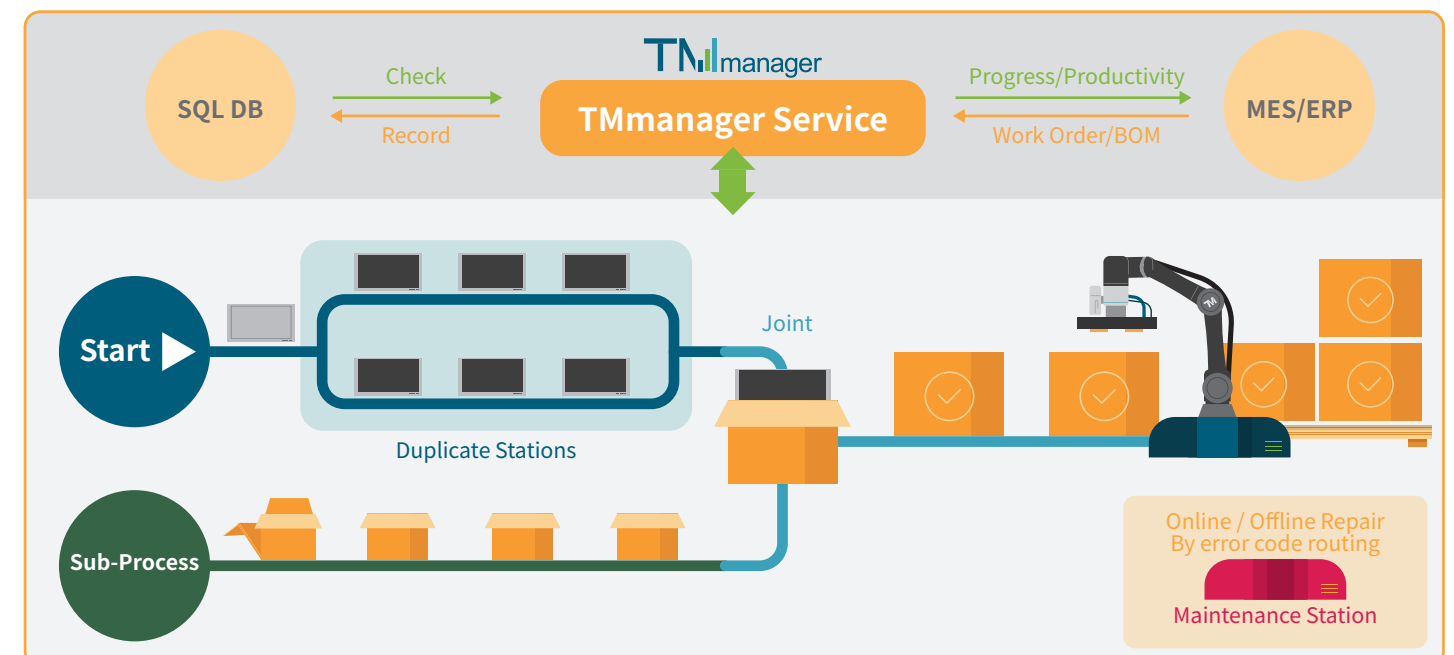 TMmanager
SQL DB
Check
Record
TMmanager Service
Progress/Productivity
Work Order/BOM
MES/ERP
Start
Joint
TM
Duplicate Stations
Sub-Process
Online / Offline Repair
By error code routing
Maintenance Station